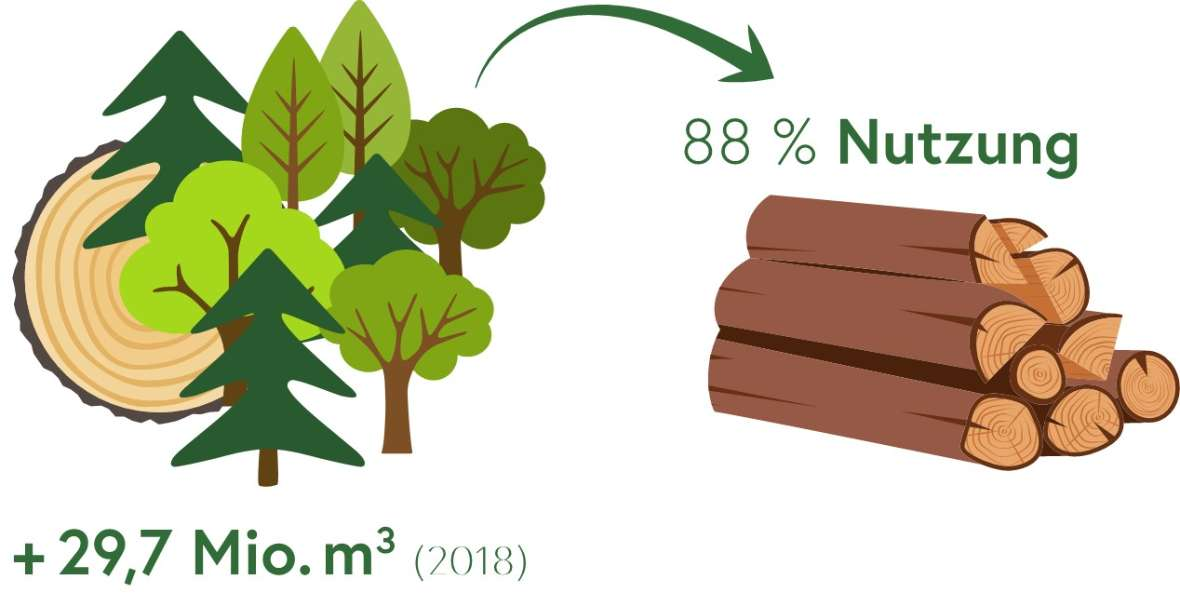 88 % Nutzung
+ 29,7 Mio. m³ (2018)